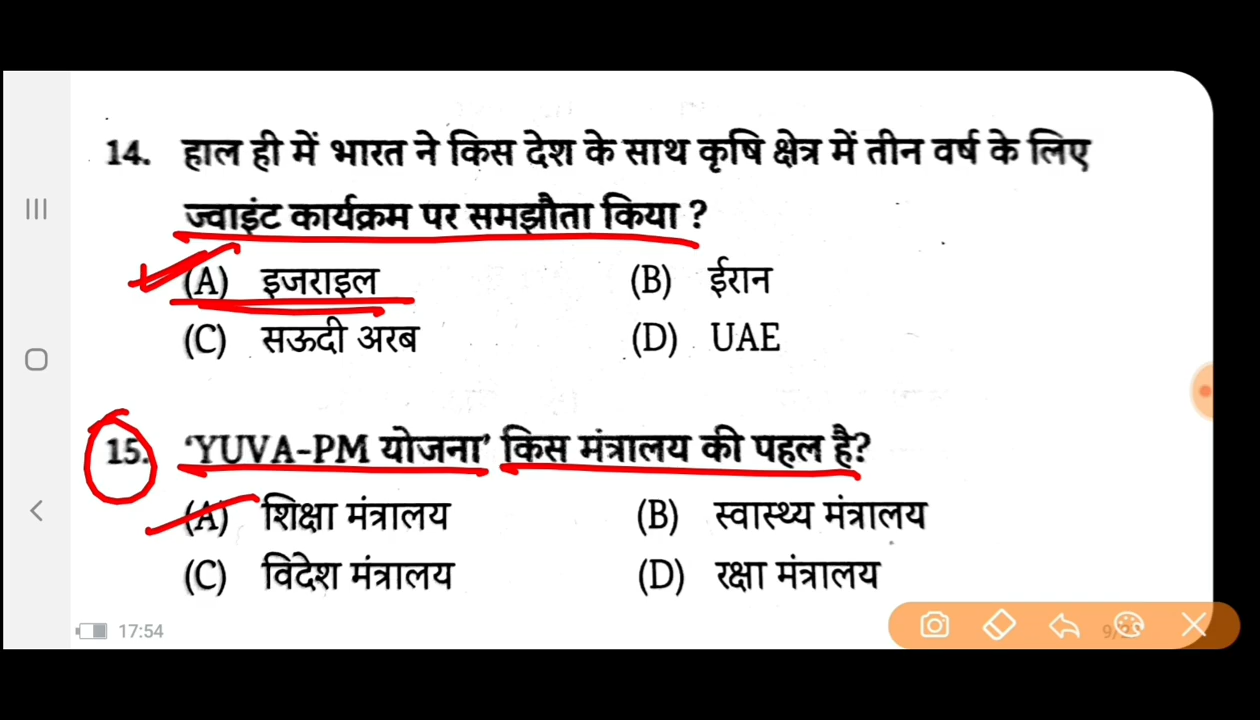 14. हाल ही में भारत ने किस देश के साथ कृषि क्षेत्र में तीन वर्ष के लिए
ज्वाइंट कार्यक्रम पर समझौता किया ?
(A) इजराइल (B) ईरान
(C) सऊदी अरब (D) UAE
15. 'YUVA-PM योजना' किस मंत्रालय की पहल है?
(A) शिक्षा मंत्रालय (B) स्वास्थ्य मंत्रालय
(C) विदेश मंत्रालय (D) रक्षा मंत्रालय
17:54